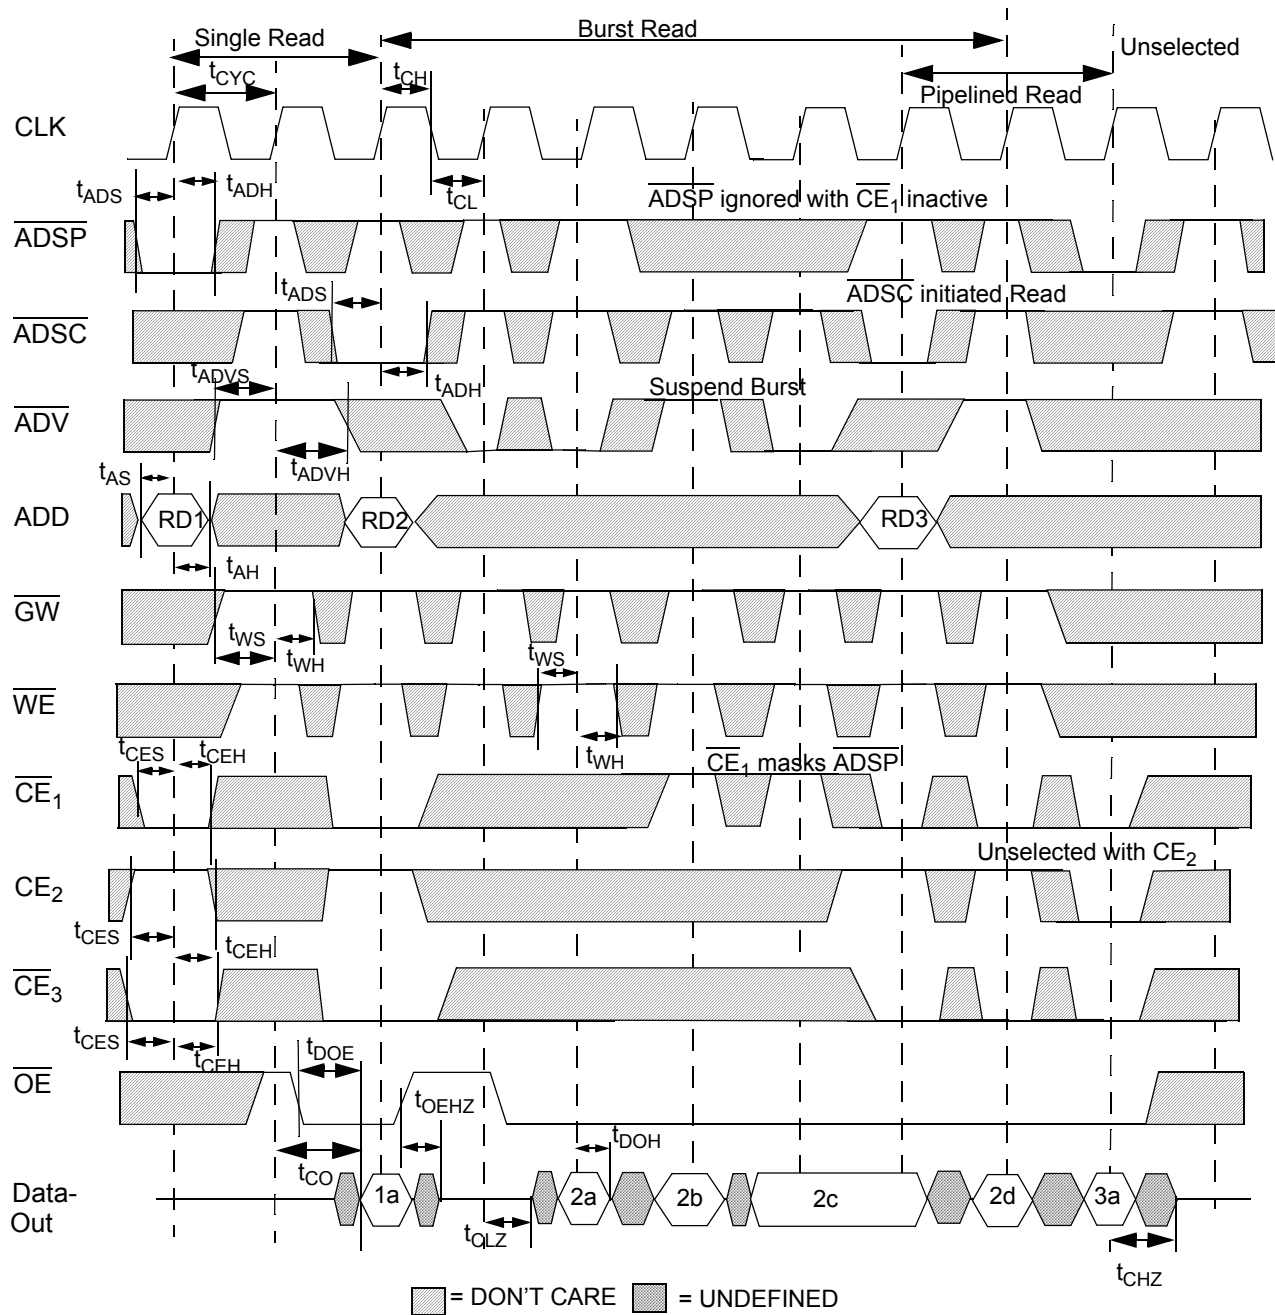 Single Read
Burst Read
Unselected
tCYC
tCH
Pipelined Read
CLK
tADS
tADH
tCL
ADSP ignored with CE1 inactive
ADSP
tADS
ADSC initiated Read
ADSC
tADVS
tADH
Suspend Burst
ADV
tADVH
tAS
ADD
RD1
RD2
RD3
tAH
GW
tWS
tWH
tWS
WE
tCES
tCEH
tWH
CE1 masks ADSP
CE1
Unselected with CE2
CE2
tCES
tCEH
CE3
tCES
tCEH
tDOE
OE
tOEHZ
tDOH
tCO
Data-
Out
1a
2a
2b
2c
2d
3a
tCLZ
tCHZ
= DON'T CARE
= UNDEFINED